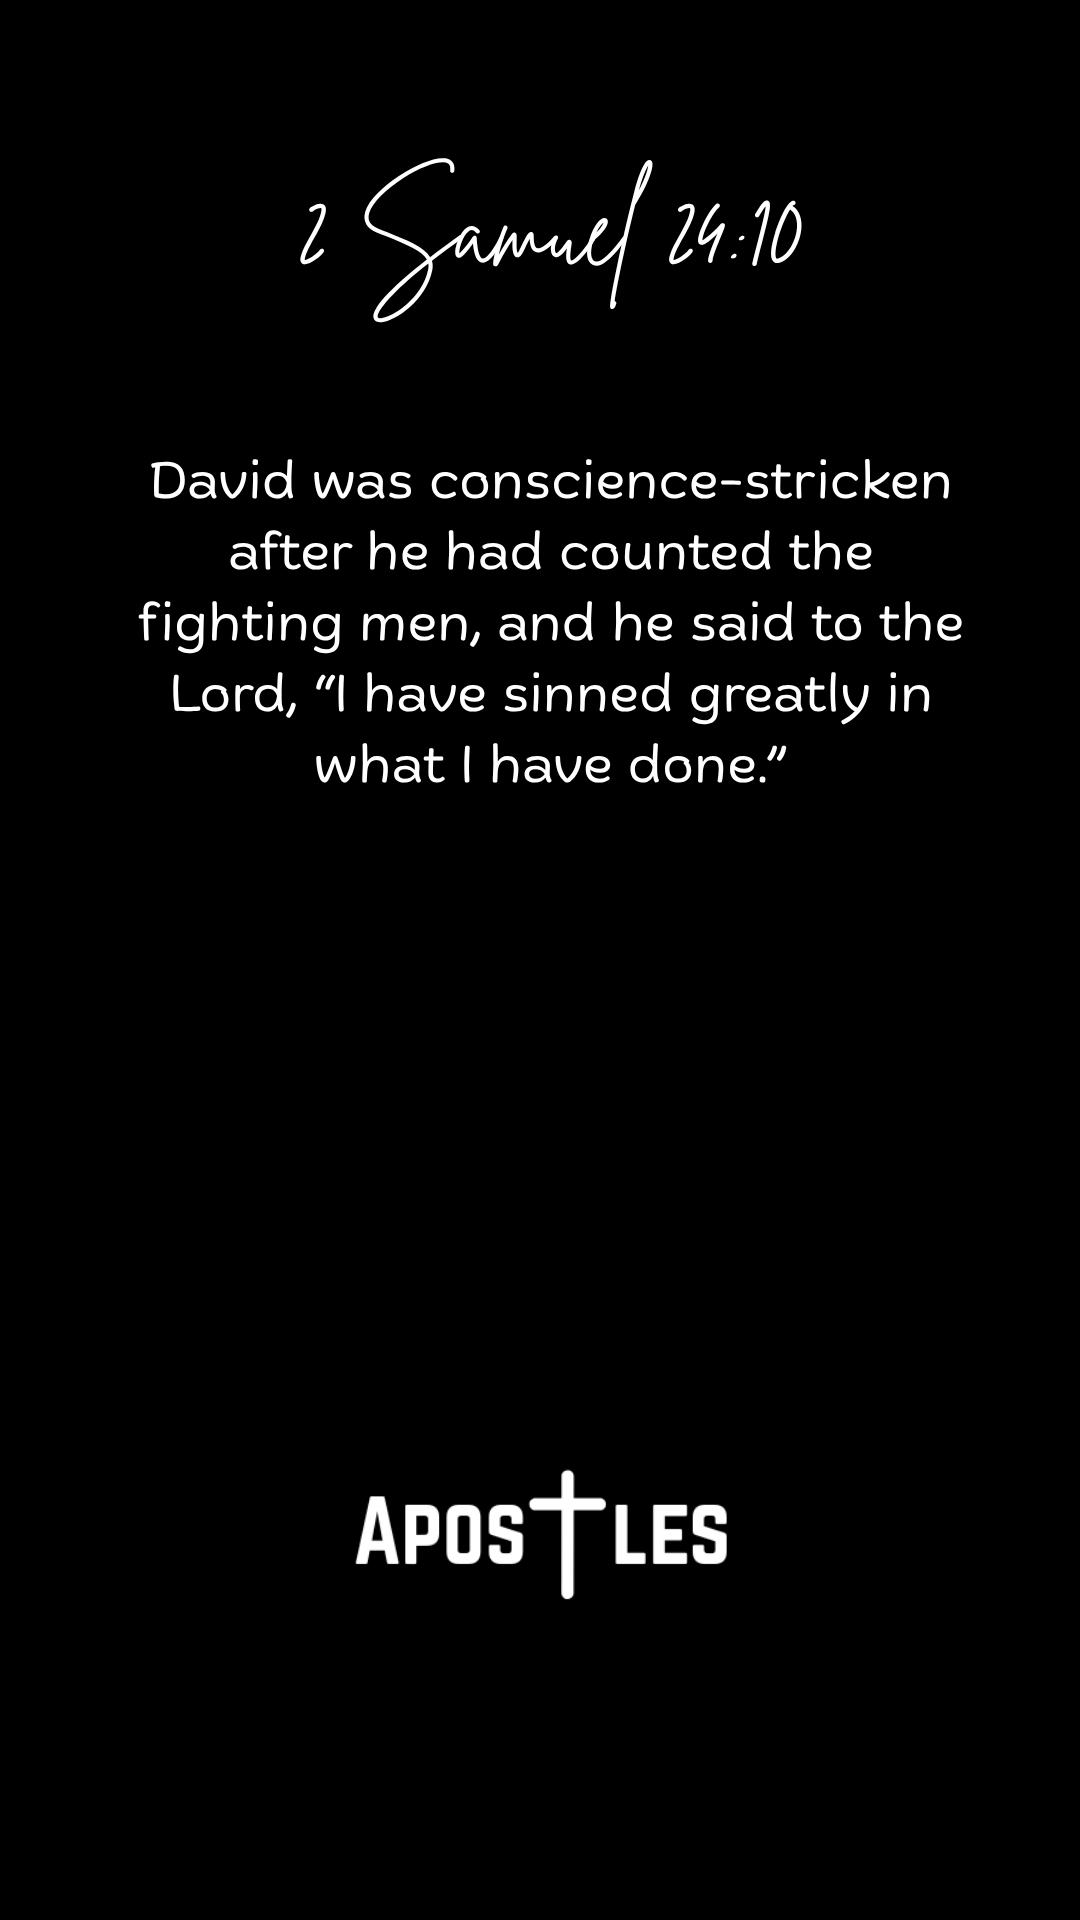 2 Samuel 24:10
David was conscience-stricken
after he had counted the
fighting men, and he said to the
Lord, “I have sinned greatly in
what I have done.”
APOSTLES